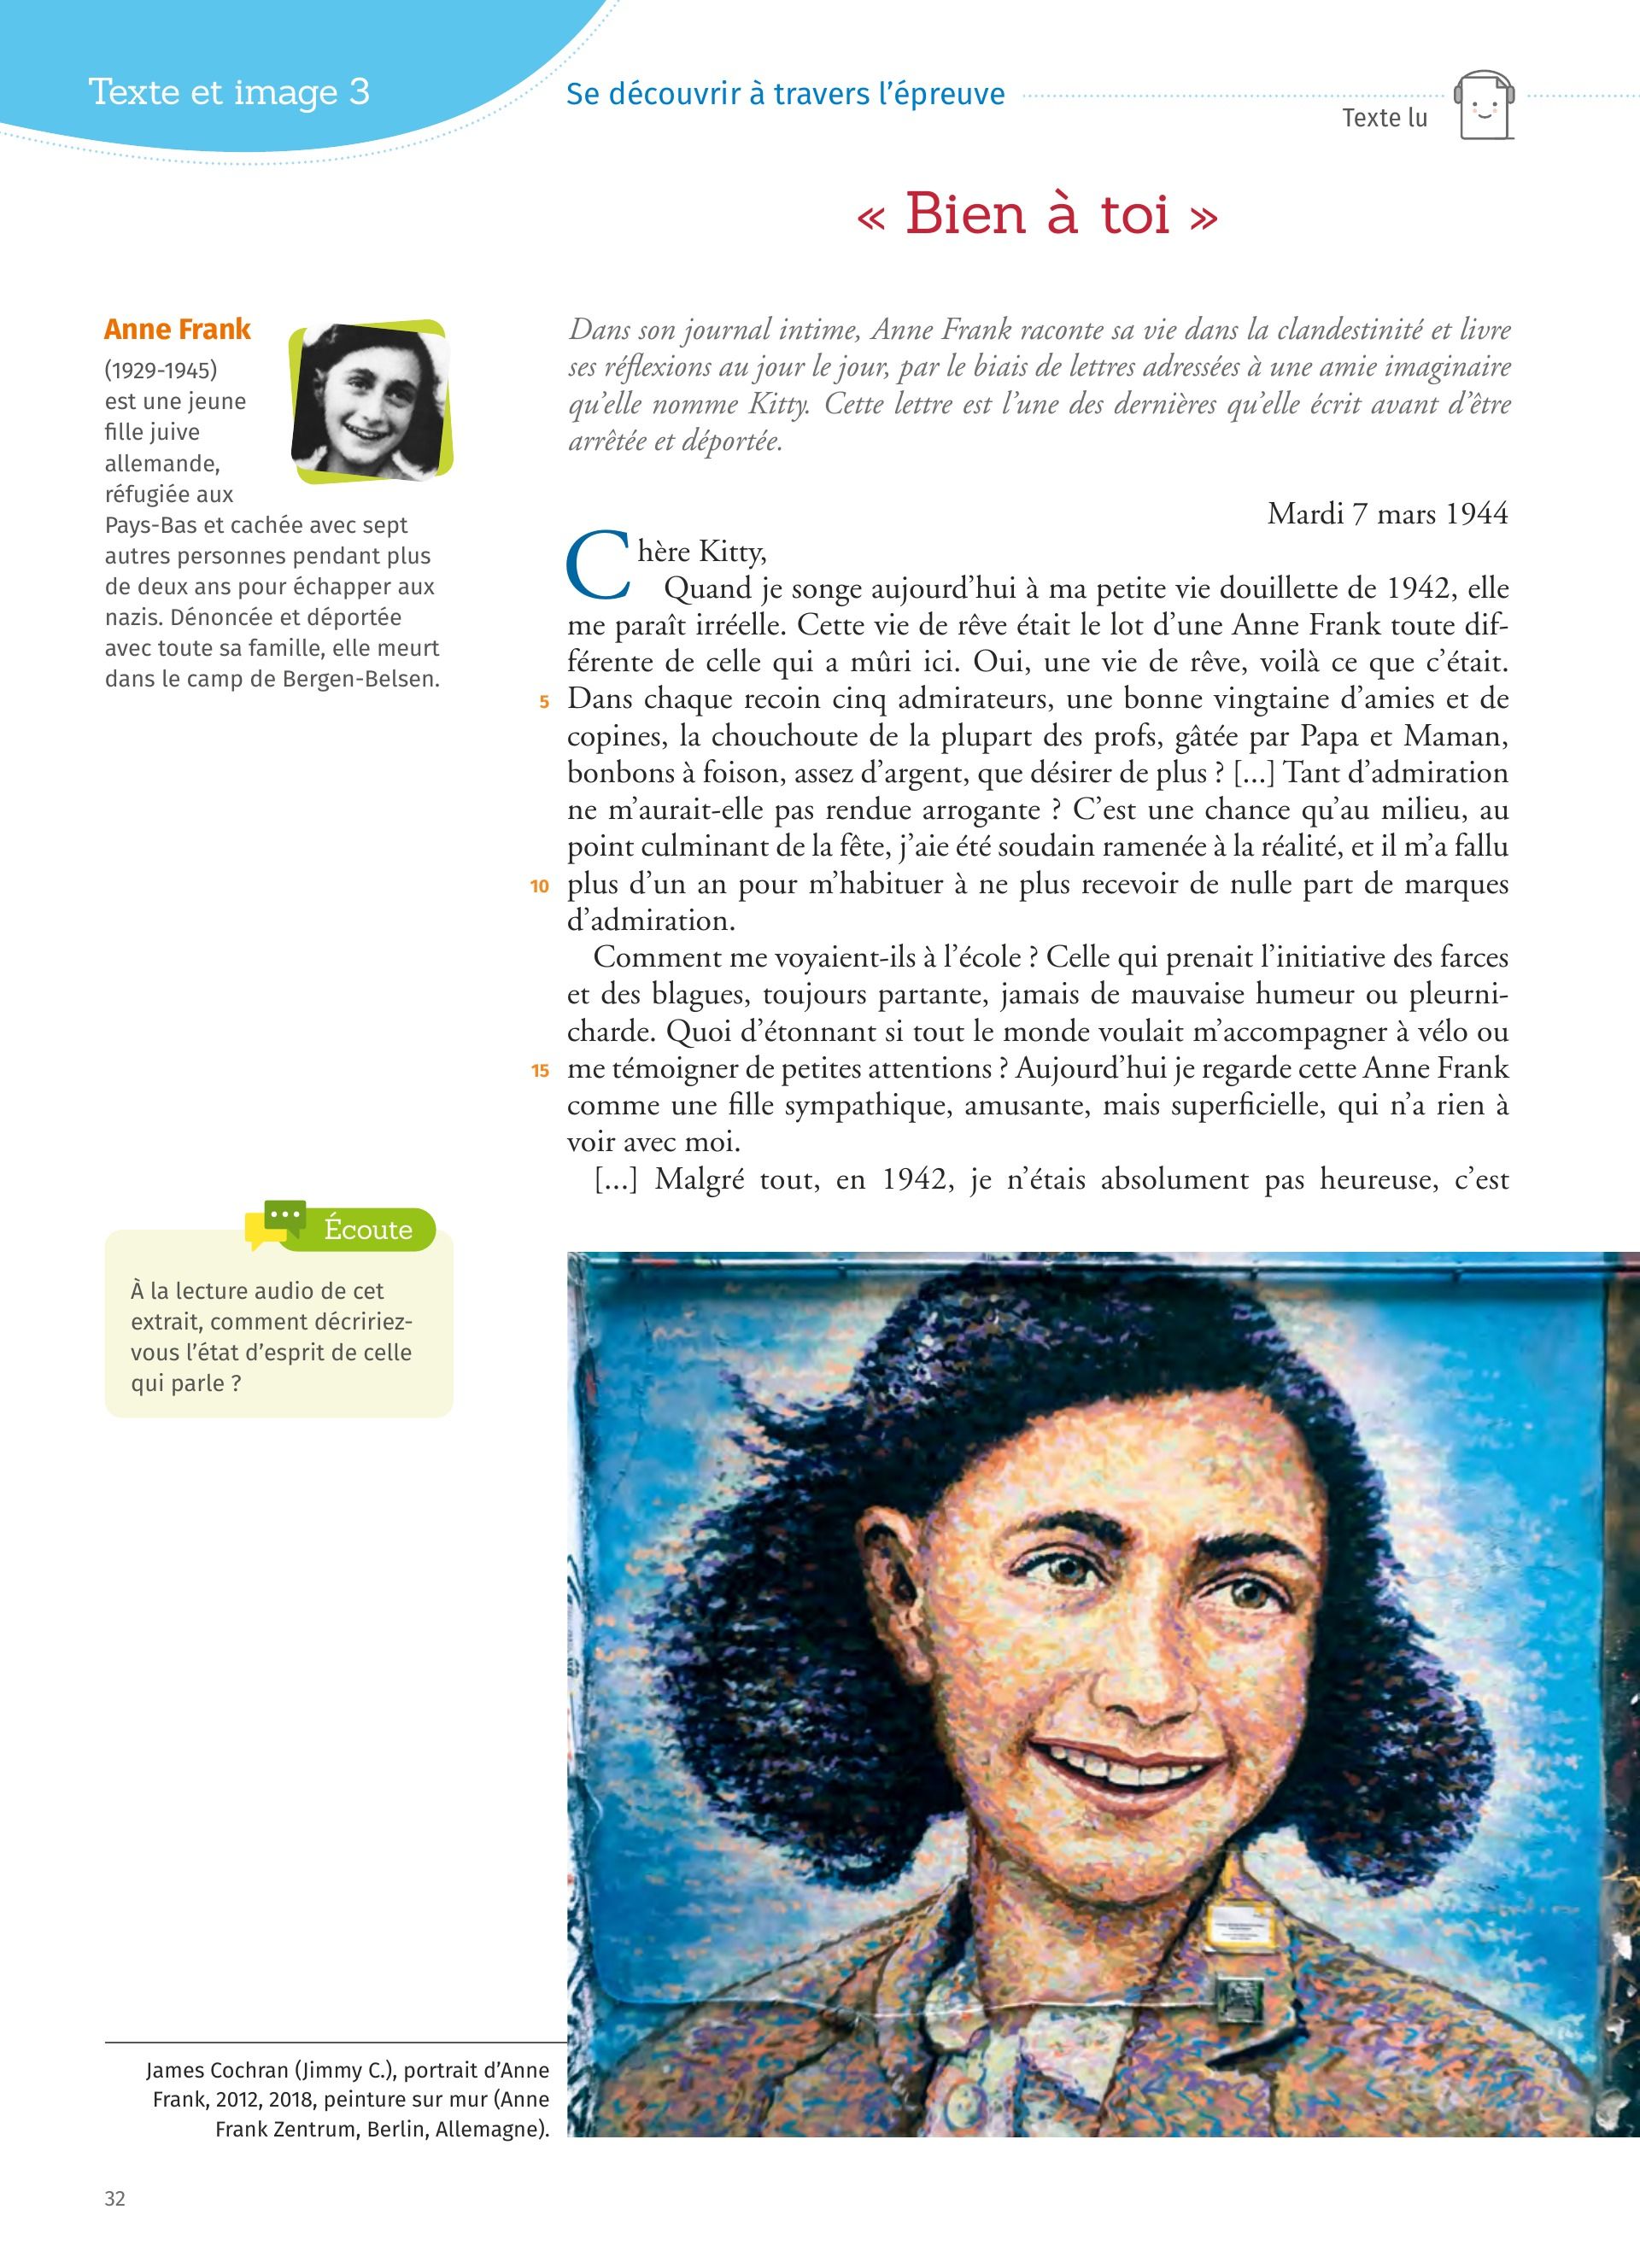 Texte et image 3
Se découvrir à travers l’épreuve
Texte lu
« Bien à toi »
Anne Frank
(1929-1945)
est une jeune
fille juive
allemande,
réfugiée aux
Pays-Bas et cachée avec sept
autres personnes pendant plus
de deux ans pour échapper aux
nazis. Dénoncée et déportée
avec toute sa famille, elle meurt
dans le camp de Bergen-Belsen.
Dans son journal intime, Anne Frank raconte sa vie dans la clandestinité et livre
ses réflexions au jour le jour, par le biais de lettres adressées à une amie imaginaire
qu’elle nomme Kitty. Cette lettre est l’une des dernières qu’elle écrit avant d’être
arrêtée et déportée.
Mardi 7 mars 1944
Chère Kitty,
Quand je songe aujourd’hui à ma petite vie douillette de 1942, elle
me paraît irréelle. Cette vie de rêve était le lot d’une Anne Frank toute dif-
férente de celle qui a mûri ici. Oui, une vie de rêve, voilà ce que c’était.
5 Dans chaque recoin cinq admirateurs, une bonne vingtaine d’amies et de
copines, la chouchoute de la plupart des profs, gâtée par Papa et Maman,
bonbons à foison, assez d’argent, que désirer de plus ? [...] Tant d’admiration
ne m’aurait-elle pas rendue arrogante ? C’est une chance qu’au milieu, au
point culminant de la fête, j’aie été soudain ramenée à la réalité, et il m’a fallu
10 plus d’un an pour m’habituer à ne plus recevoir de nulle part de marques
d’admiration.
Comment me voyaient-ils à l’école ? Celle qui prenait l’initiative des farces
et des blagues, toujours partante, jamais de mauvaise humeur ou pleurni-
charde. Quoi d’étonnant si tout le monde voulait m’accompagner à vélo ou
15 me témoigner de petites attentions ? Aujourd’hui je regarde cette Anne Frank
comme une fille sympathique, amusante, mais superficielle, qui n’a rien à
voir avec moi.
[...] Malgré tout, en 1942, je n’étais absolument pas heureuse, c’est
Écoute
À la lecture audio de cet
extrait, comment décririez-
vous l’état d’esprit de celle
qui parle ?
James Cochran (Jimmy C.), portrait d’Anne
Frank, 2012, 2018, peinture sur mur (Anne
Frank Zentrum, Berlin, Allemagne).
32